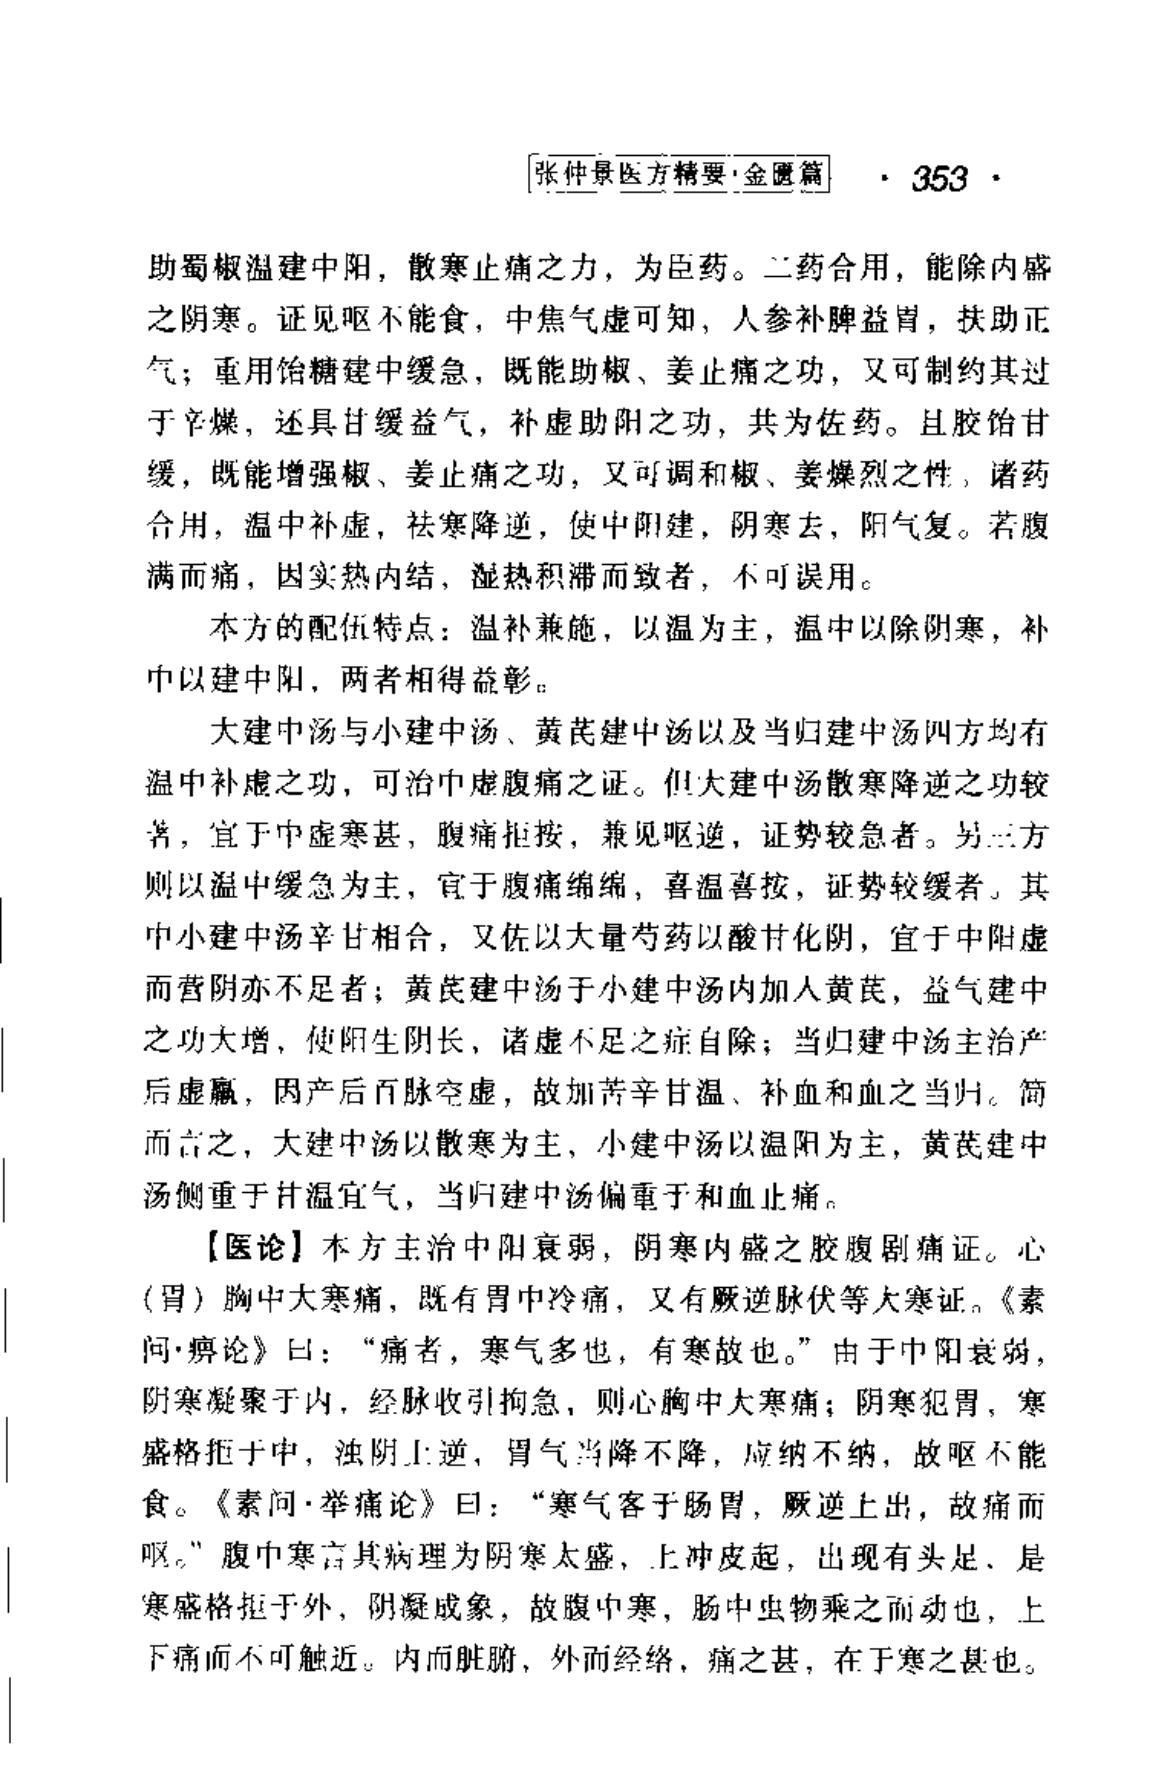 张仲景医方精要·金匮篇 · 353 ·
助蜀椒温建中阳，散寒止痛之力，为臣药。二药合用，能除内盛
之阴寒。证见呕不能食，中焦气虚可知，人参补脾益胃，扶助正
气；重用饴糖建中缓急，既能助椒、姜止痛之功，又可制约其过
于辛燥，还具甘缓益气，补虚助阳之功，共为佐药。且胶饴甘
缓，既能增强椒、姜止痛之功，又可调和椒、姜燥烈之性。诸药
合用，温中补虚，祛寒降逆，使中阳建，阴寒去，阳气复。若腹
满而痛，因实热内结，湿热积滞而致者，不可误用。
本方的配伍特点：温补兼施，以温为主，温中以除阴寒，补
中以建中阳，两者相得益彰。
大建中汤与小建中汤、黄芪建中汤以及当归建中汤四方均有
温中补虚之功，可治中虚腹痛之证。但大建中汤散寒降逆之功较
著，宜于中虚寒甚，腹痛拒按，兼见呕逆，证势较急者。另三方
则以温中缓急为主，宜于腹痛绵绵，喜温喜按，证势较缓者。其
中小建中汤辛甘相合，又佐以大量芍药以酸甘化阴，宜于中阳虚
而营阴亦不足者；黄芪建中汤于小建中汤内加入黄芪，益气建中
之功大增，使阳生阴长，诸虚不足之症自除；当归建中汤主治产
后虚羸，因产后百脉空虚，故加苦辛甘温、补血和血之当归。简
而言之，大建中汤以散寒为主，小建中汤以温阳为主，黄芪建中
汤侧重于甘温宜气，当归建中汤偏重于和血止痛。
【医论】本方主治中阳衰弱，阴寒内盛之胶腹剧痛证。心
（胃）胸中大寒痛，既有胃中冷痛，又有厥逆脉伏等大寒证。《素
问·痹论》曰：“痛者，寒气多也，有寒故也。”由于中阳衰弱，
阴寒凝聚于内，经脉收引拘急，则心胸中大寒痛；阴寒犯胃，寒
盛格拒于中，浊阴上逆，胃气当降不降，应纳不纳，故呕不能
食。《素问·举痛论》曰：“寒气客于肠胃，厥逆上出，故痛而
呕。”腹中寒言其病理为阴寒太盛，上冲皮起，出现有头足、是
寒盛格拒于外，阴凝成象，故腹中寒，肠中虫物乘之而动也，上
下痛而不可触近。内而脏腑，外而经络，痛之甚，在于寒之甚也。